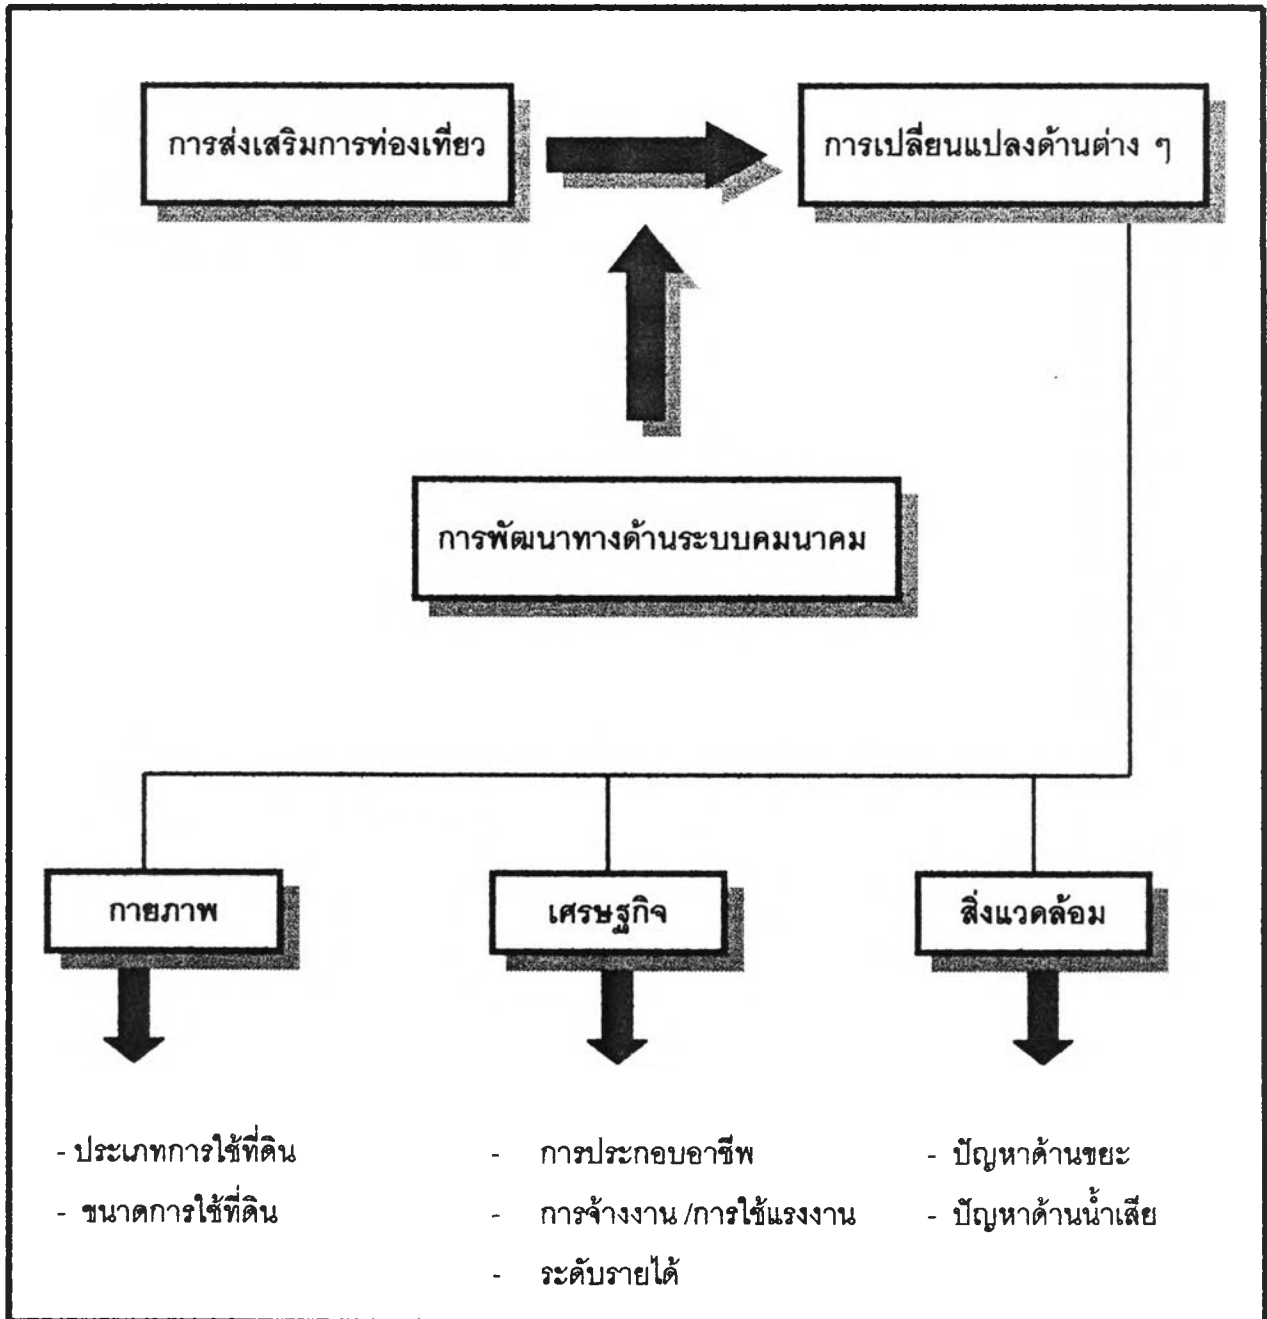 การส่งเสริมการท่องเที่ยว
การเปลี่ยนแปลงด้านต่าง ๆ
การพัฒนาทางด้านระบบคมนาคม
กายภาพ
เศรษฐกิจ
สิ่งแวดล้อม
- ประเภทการใช้ที่ดิน
- ขนาดการใช้ที่ดิน
- การประกอบอาชีพ
- การจ้างงาน /การใช้แรงงาน
- ระดับรายได้
- ปัญหาด้านขยะ
- ปัญหาด้านน้ำเสีย